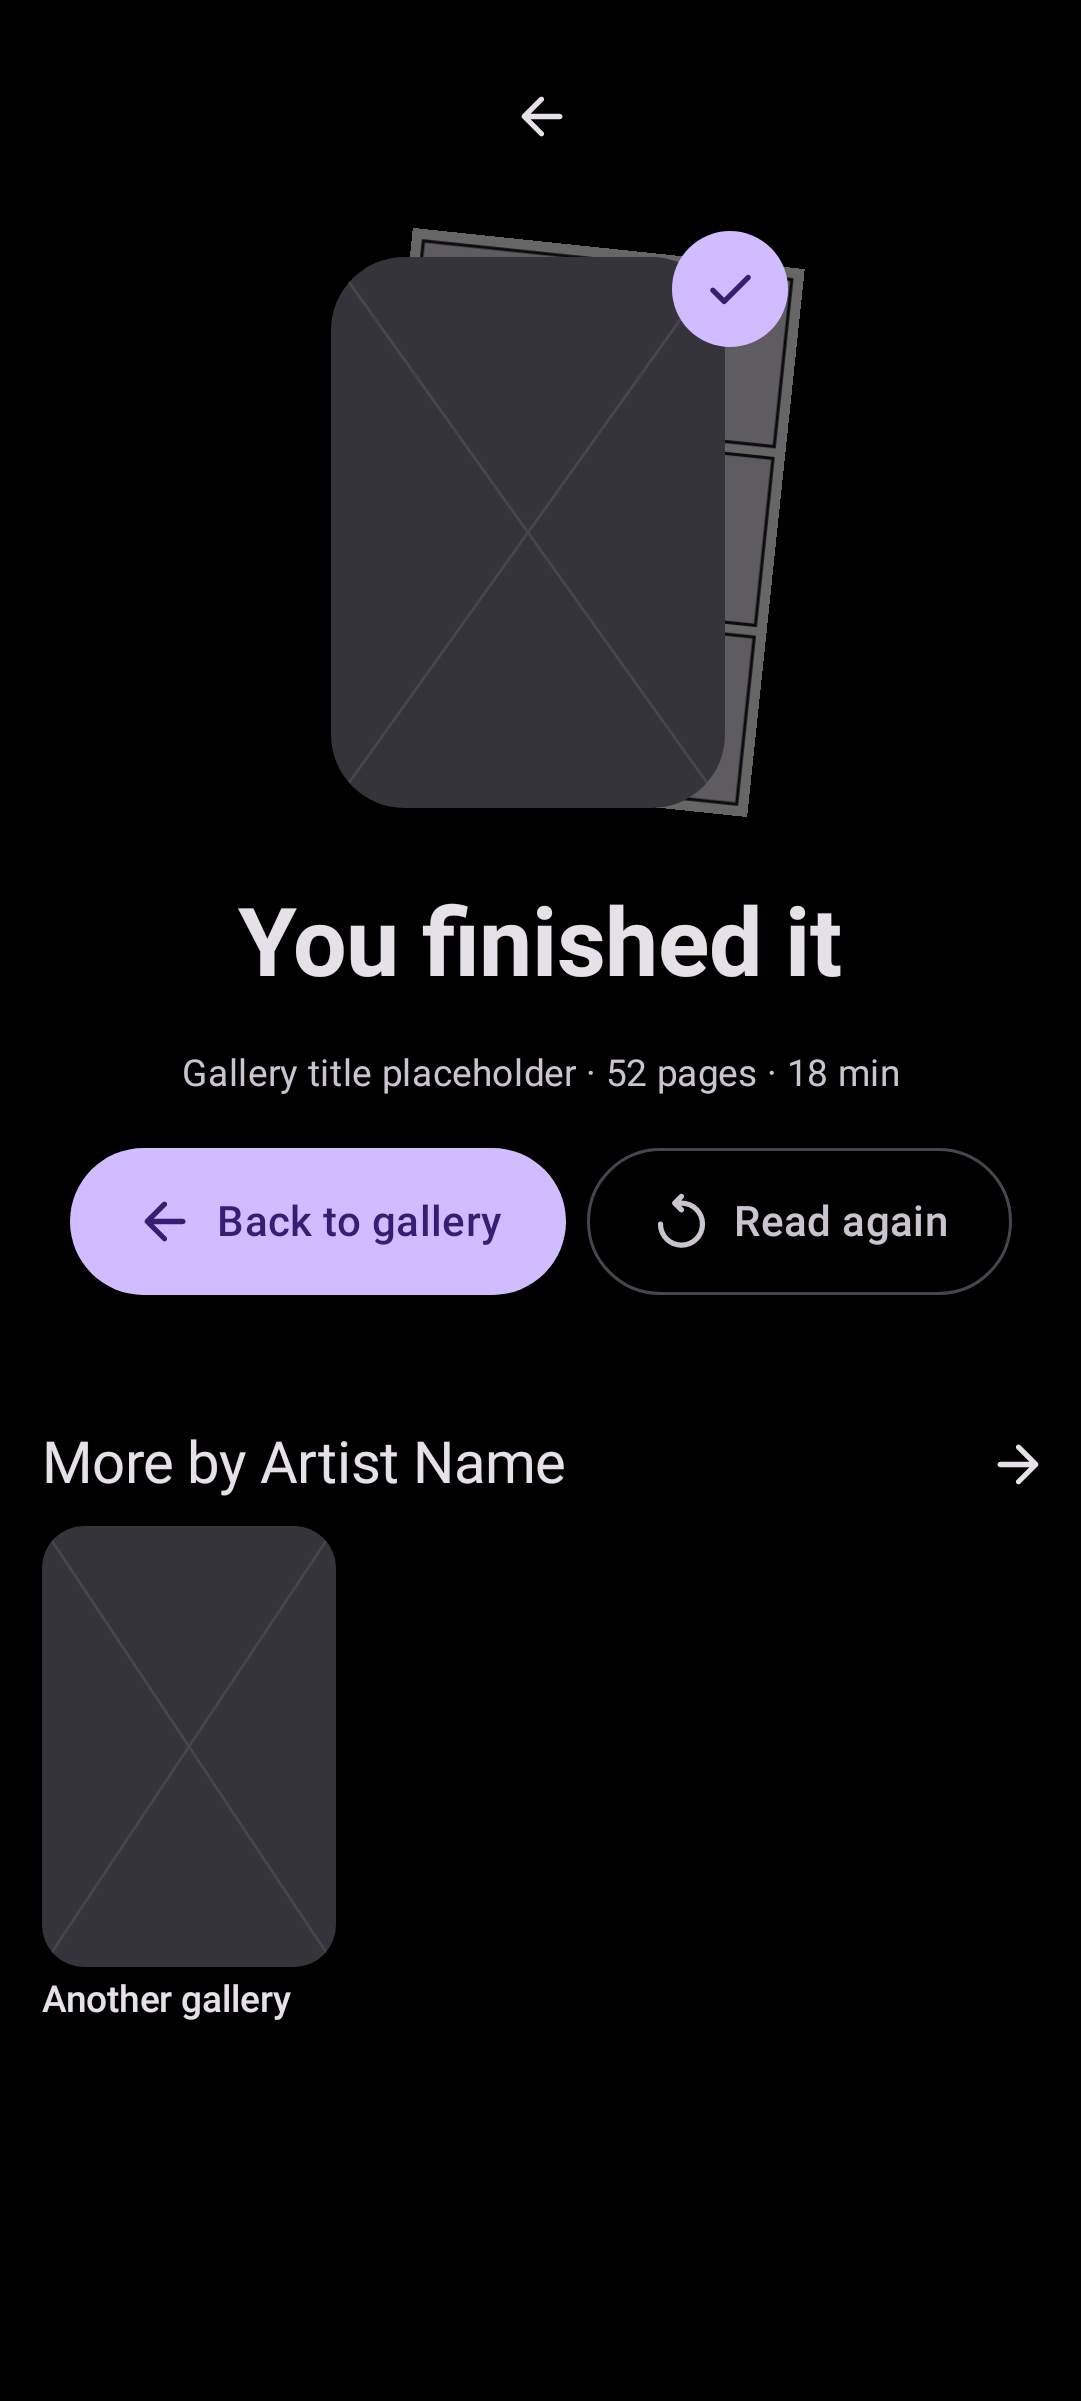 You finished it
Gallery title placeholder · 52 pages · 18 min
Back to gallery
Read again
More by Artist Name
Another gallery